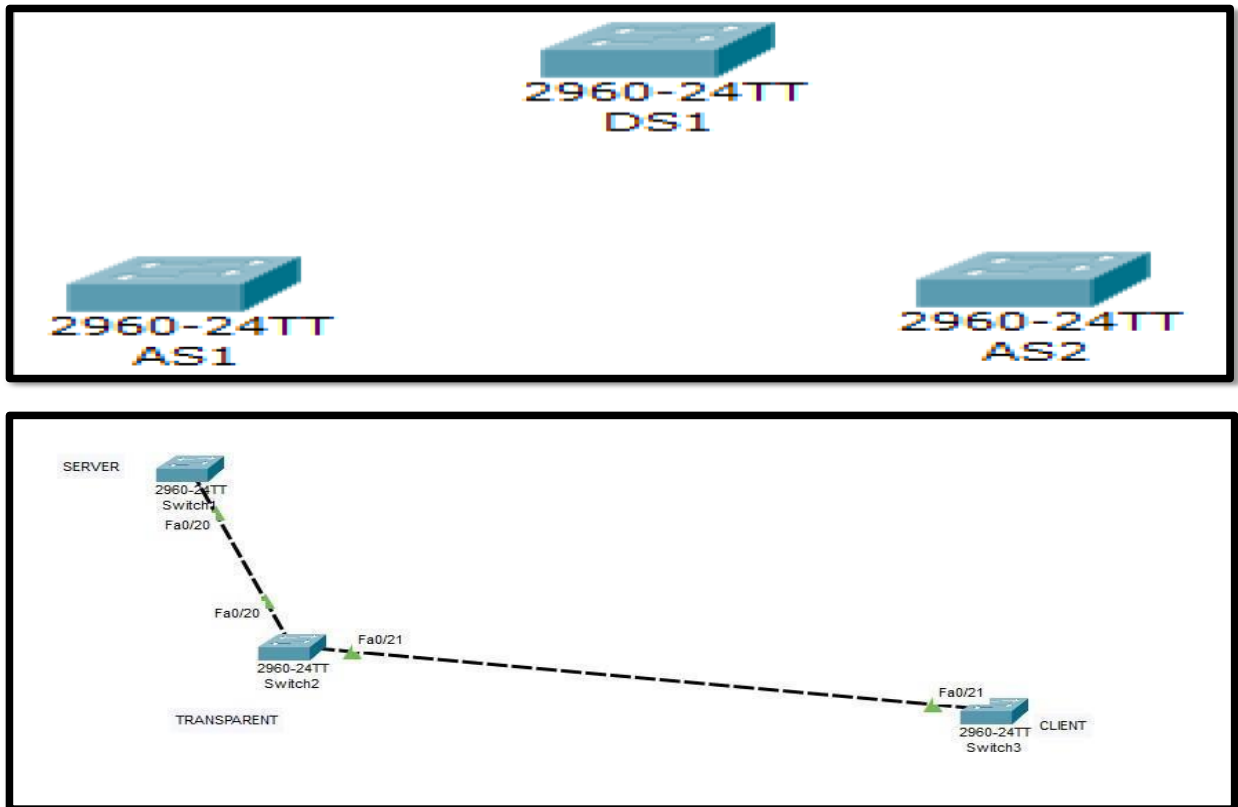 2960-24TT
DS1
2960-24TT
AS1
2960-24TT
AS2
SERVER
2960-24TT
Switch1
Fa0/20
Fa0/20
2960-24TT
Switch2
Fa0/21
TRANSPARENT
Fa0/21
2960-24TT
Switch3
CLIENT